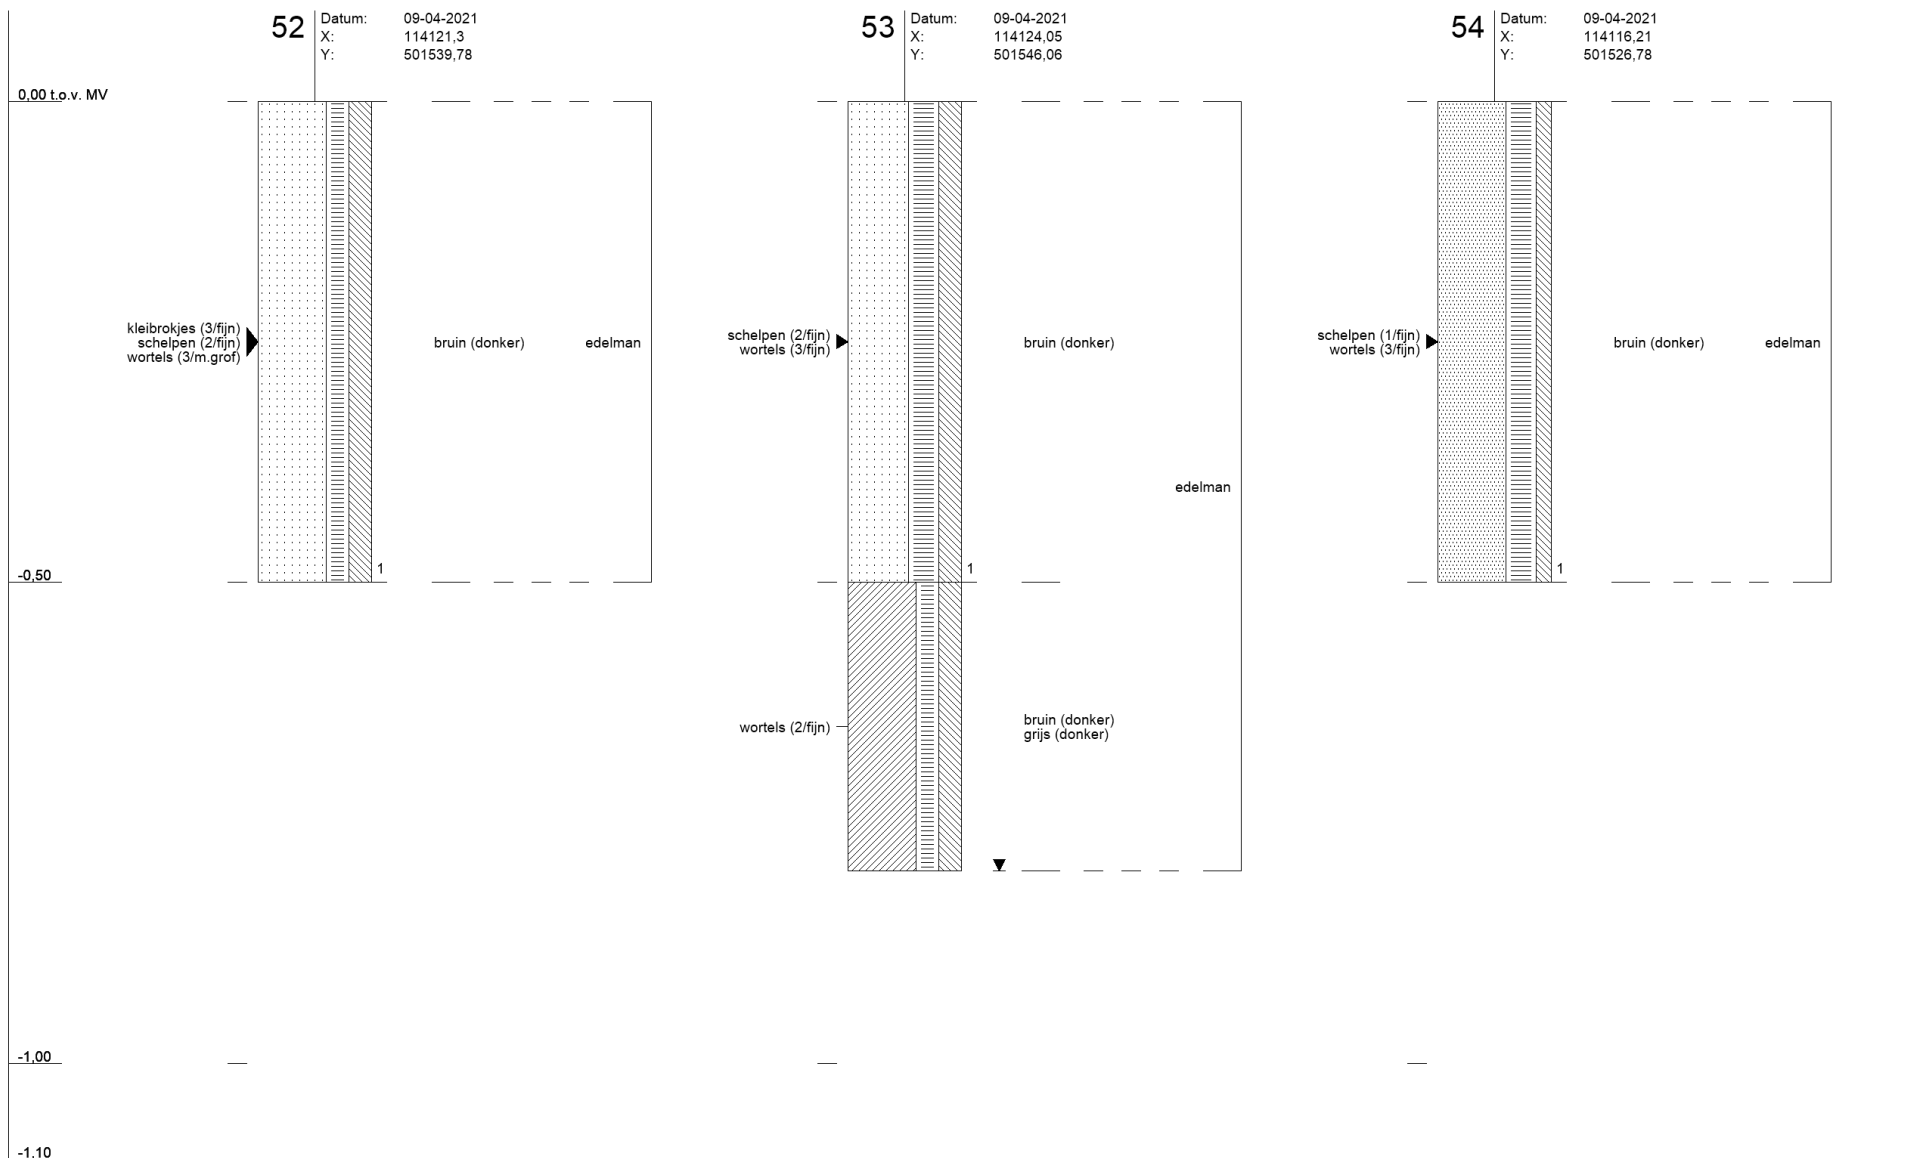 52
Datum: 09-04-2021
X: 114121,3
Y: 501539,78
53
Datum: 09-04-2021
X: 114124,05
Y: 501546,06
54
Datum: 09-04-2021
X: 114116,21
Y: 501526,78
0,00 t.o.v. MV
kleibrokjes (3/fijn)
schelpen (2/fijn)
wortels (3/m.grof)
bruin (donker)
edelman
1
schelpen (2/fijn)
wortels (3/fijn)
bruin (donker)
edelman
1
wortels (2/fijn)
bruin (donker)
grijs (donker)
schelpen (1/fijn)
wortels (3/fijn)
bruin (donker)
edelman
1
-0,50
-1,00
-1,10